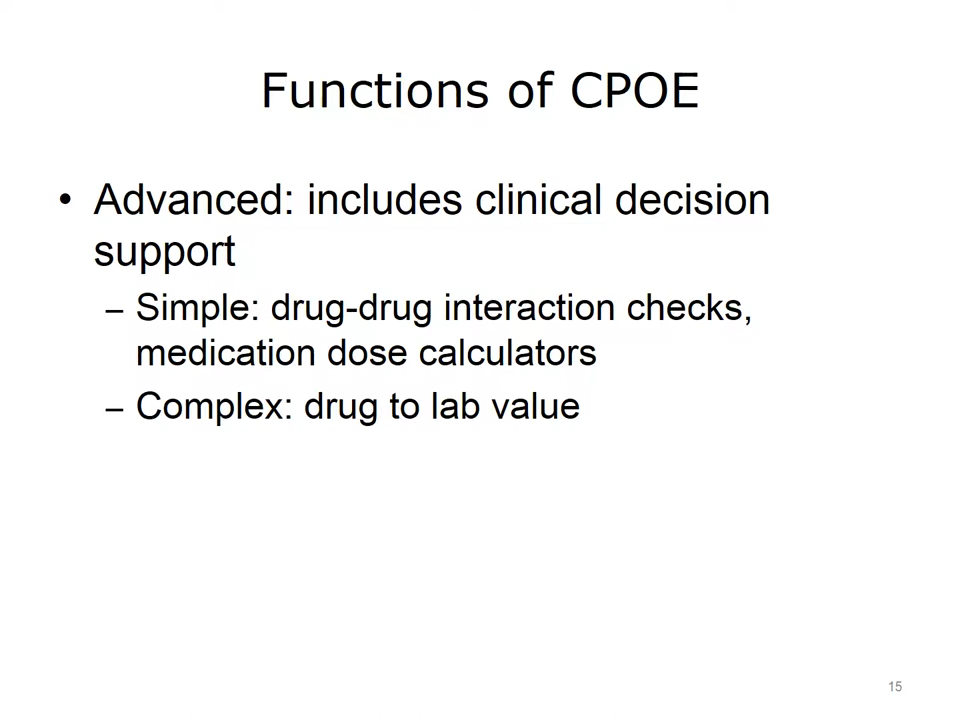 Functions of CPOE
• Advanced: includes clinical decision
support
– Simple: drug-drug interaction checks,
medication dose calculators
– Complex: drug to lab value
15